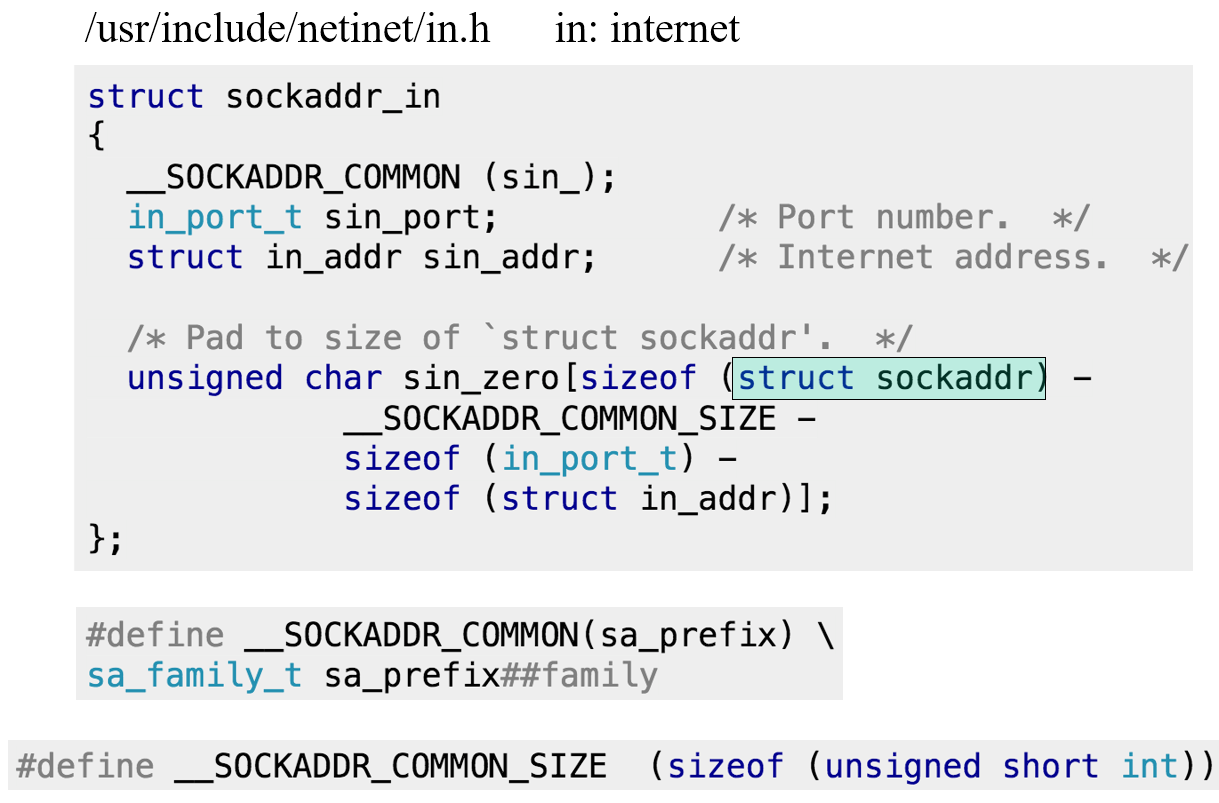 /usr/include/netinet/in.h in: internet
struct sockaddr_in
{
__SOCKADDR_COMMON (sin_);
in_port_t sin_port; /* Port number. */
struct in_addr sin_addr; /* Internet address. */
/* Pad to size of `struct sockaddr'. */
unsigned char sin_zero[sizeof (struct sockaddr) -
__SOCKADDR_COMMON_SIZE -
sizeof (in_port_t) -
sizeof (struct in_addr)];
};
#define __SOCKADDR_COMMON(sa_prefix) \
sa_family_t sa_prefix##family
#define __SOCKADDR_COMMON_SIZE (sizeof (unsigned short int))